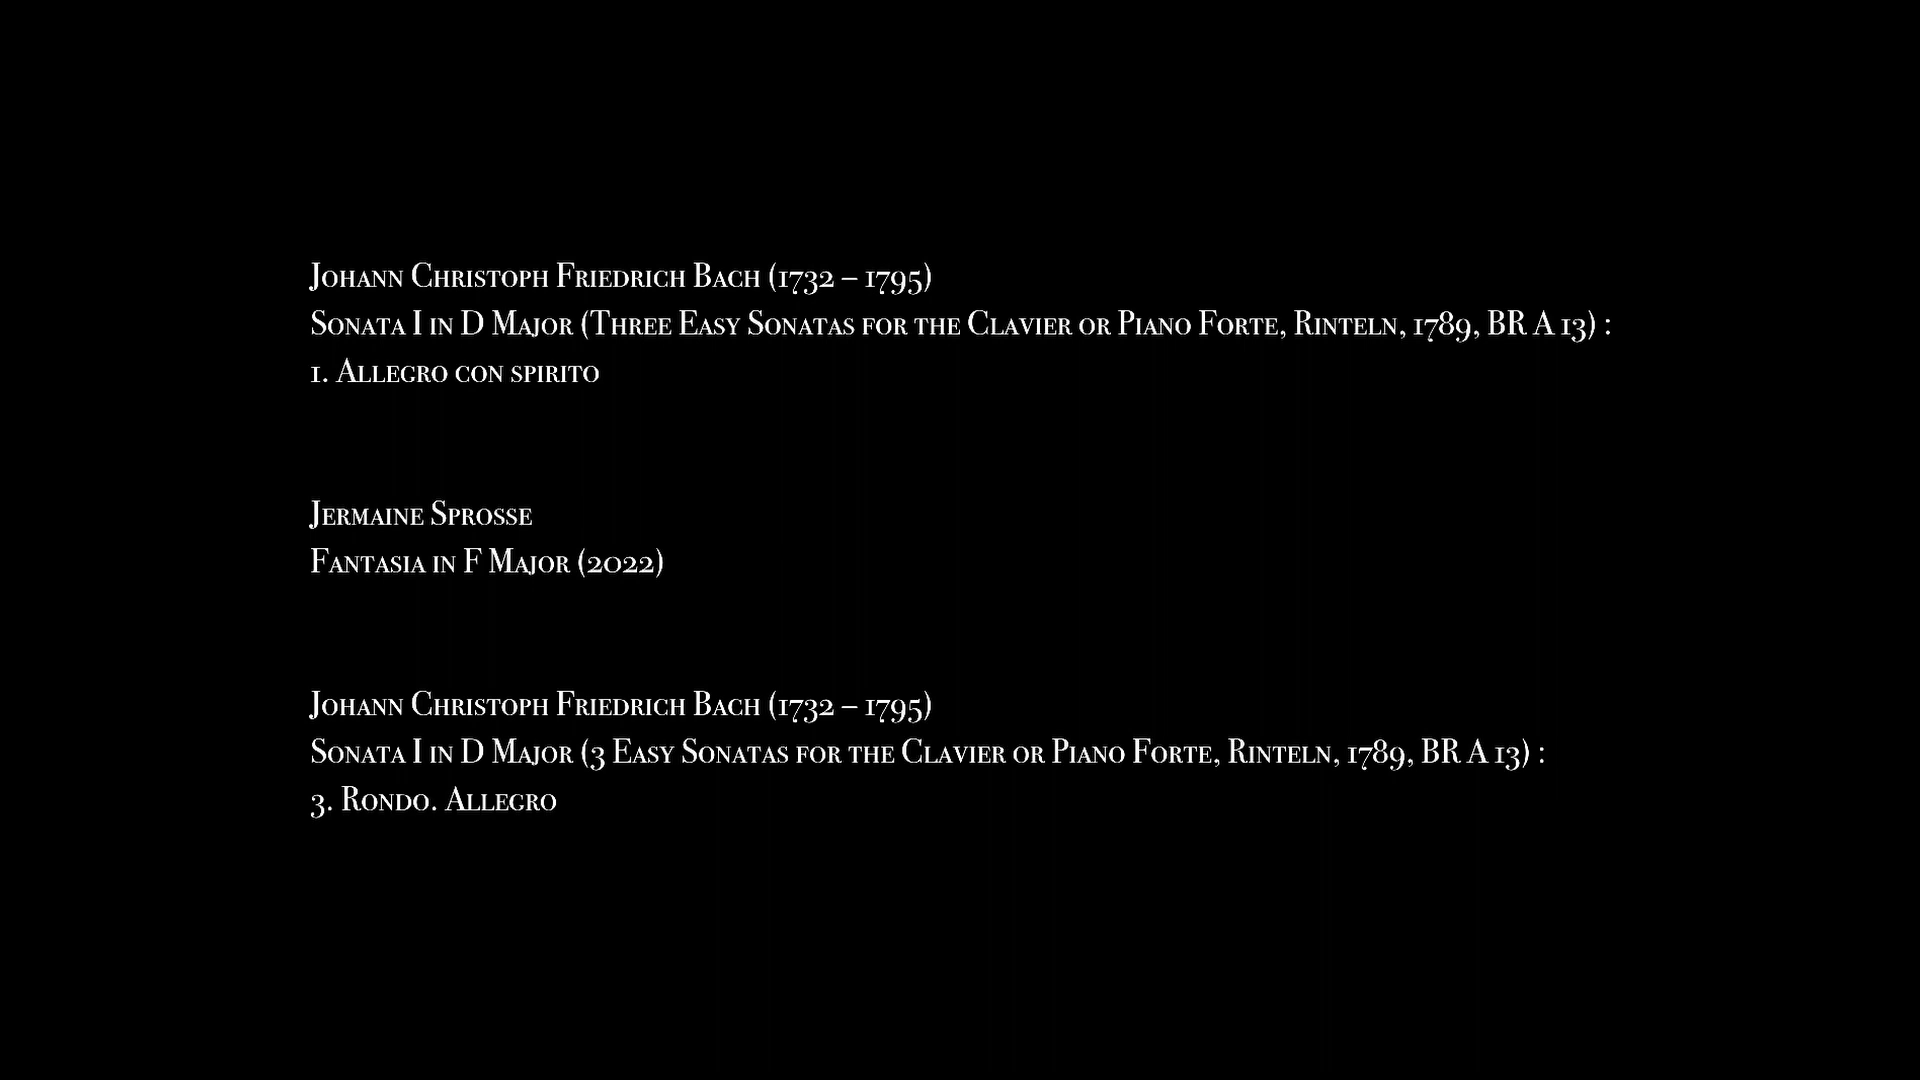 Johann Christoph Friedrich Bach (1732 – 1795)
Sonata I in D Major (Three Easy Sonatas for the Clavier or Piano Forte, Rinteln, 1789, BR A 13) :
1. Allegro con spirito
Jermaine Sprosse
Fantasia in F Major (2022)
Johann Christoph Friedrich Bach (1732 – 1795)
Sonata I in D Major (3 Easy Sonatas for the Clavier or Piano Forte, Rinteln, 1789, BR A 13) :
3. Rondo. Allegro